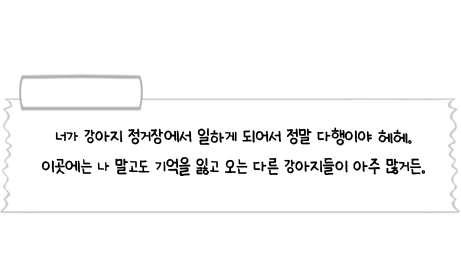 너가 강아지 정거장에서 일하게 되어서 정말 다행이야 헤헤.
이곳에는 나 말고도 기억을 잃고 오는 다른 강아지들이 아주 많거든.